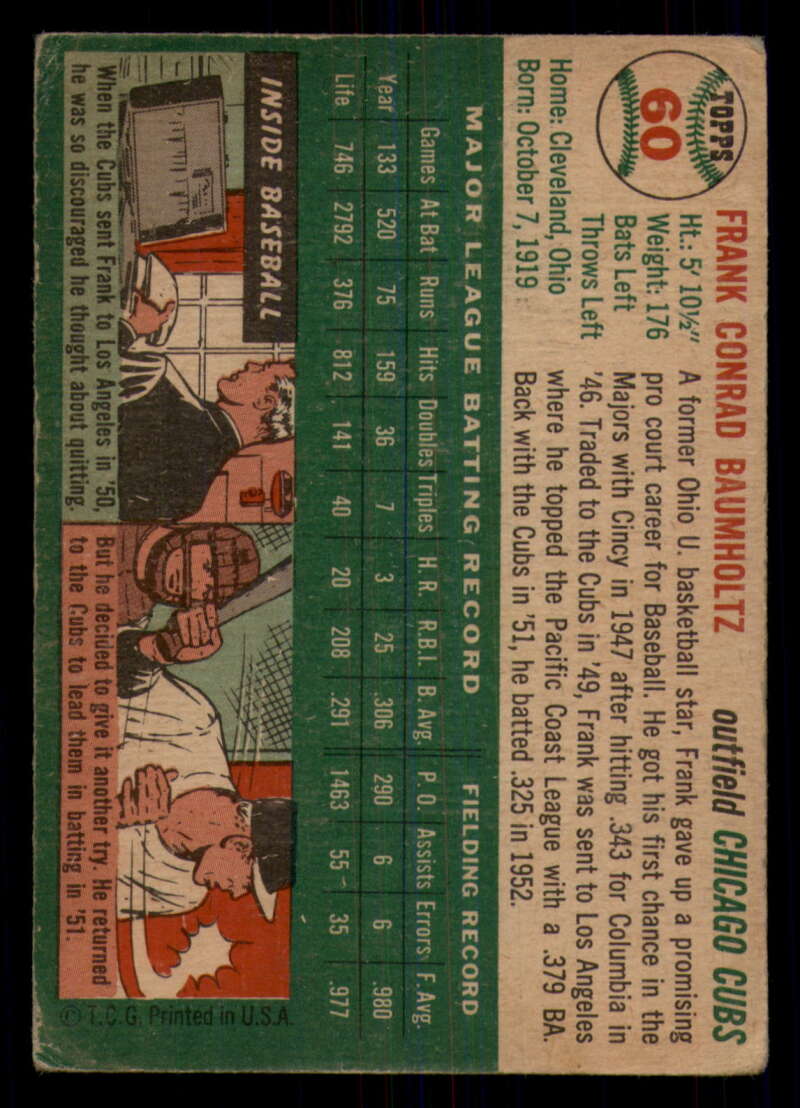 TOPPS
60
FRANK CONRAD BAUMHOLTZ outfield CHICAGO CUBS
Ht.: 5' 10½"
Weight: 176
Bats Left
Throws Left
Home: Cleveland, Ohio
Born: October 7, 1919
A former Ohio U. basketball star, Frank gave up a promising
pro court career for Baseball. He got his first chance in the
Majors with Cincy in 1947 after hitting .343 for Columbia in
'46. Traded to the Cubs in '49, Frank was sent to Los Angeles
where he topped the Pacific Coast League with a .379 BA.
Back with the Cubs in '51, he batted .325 in 1952.
MAJOR LEAGUE BATTING RECORD FIELDING RECORD
Games At Bat Runs Hits Doubles Triples H.R. R.B.I. B. Avg. P.O. Assists Errors F. Avg.
Year 133 520 75 159 36 7 3 25 .306 290 6 6 .980
Life 746 2792 376 812 141 40 20 208 .291 1463 55 35 .977
INSIDE BASEBALL
When the Cubs sent Frank to Los Angeles in '50,
he was so discouraged he thought about quitting.
But he decided to give it another try. He returned
to the Cubs to lead them in batting in '51.
© T.C.G. Printed in U.S.A.